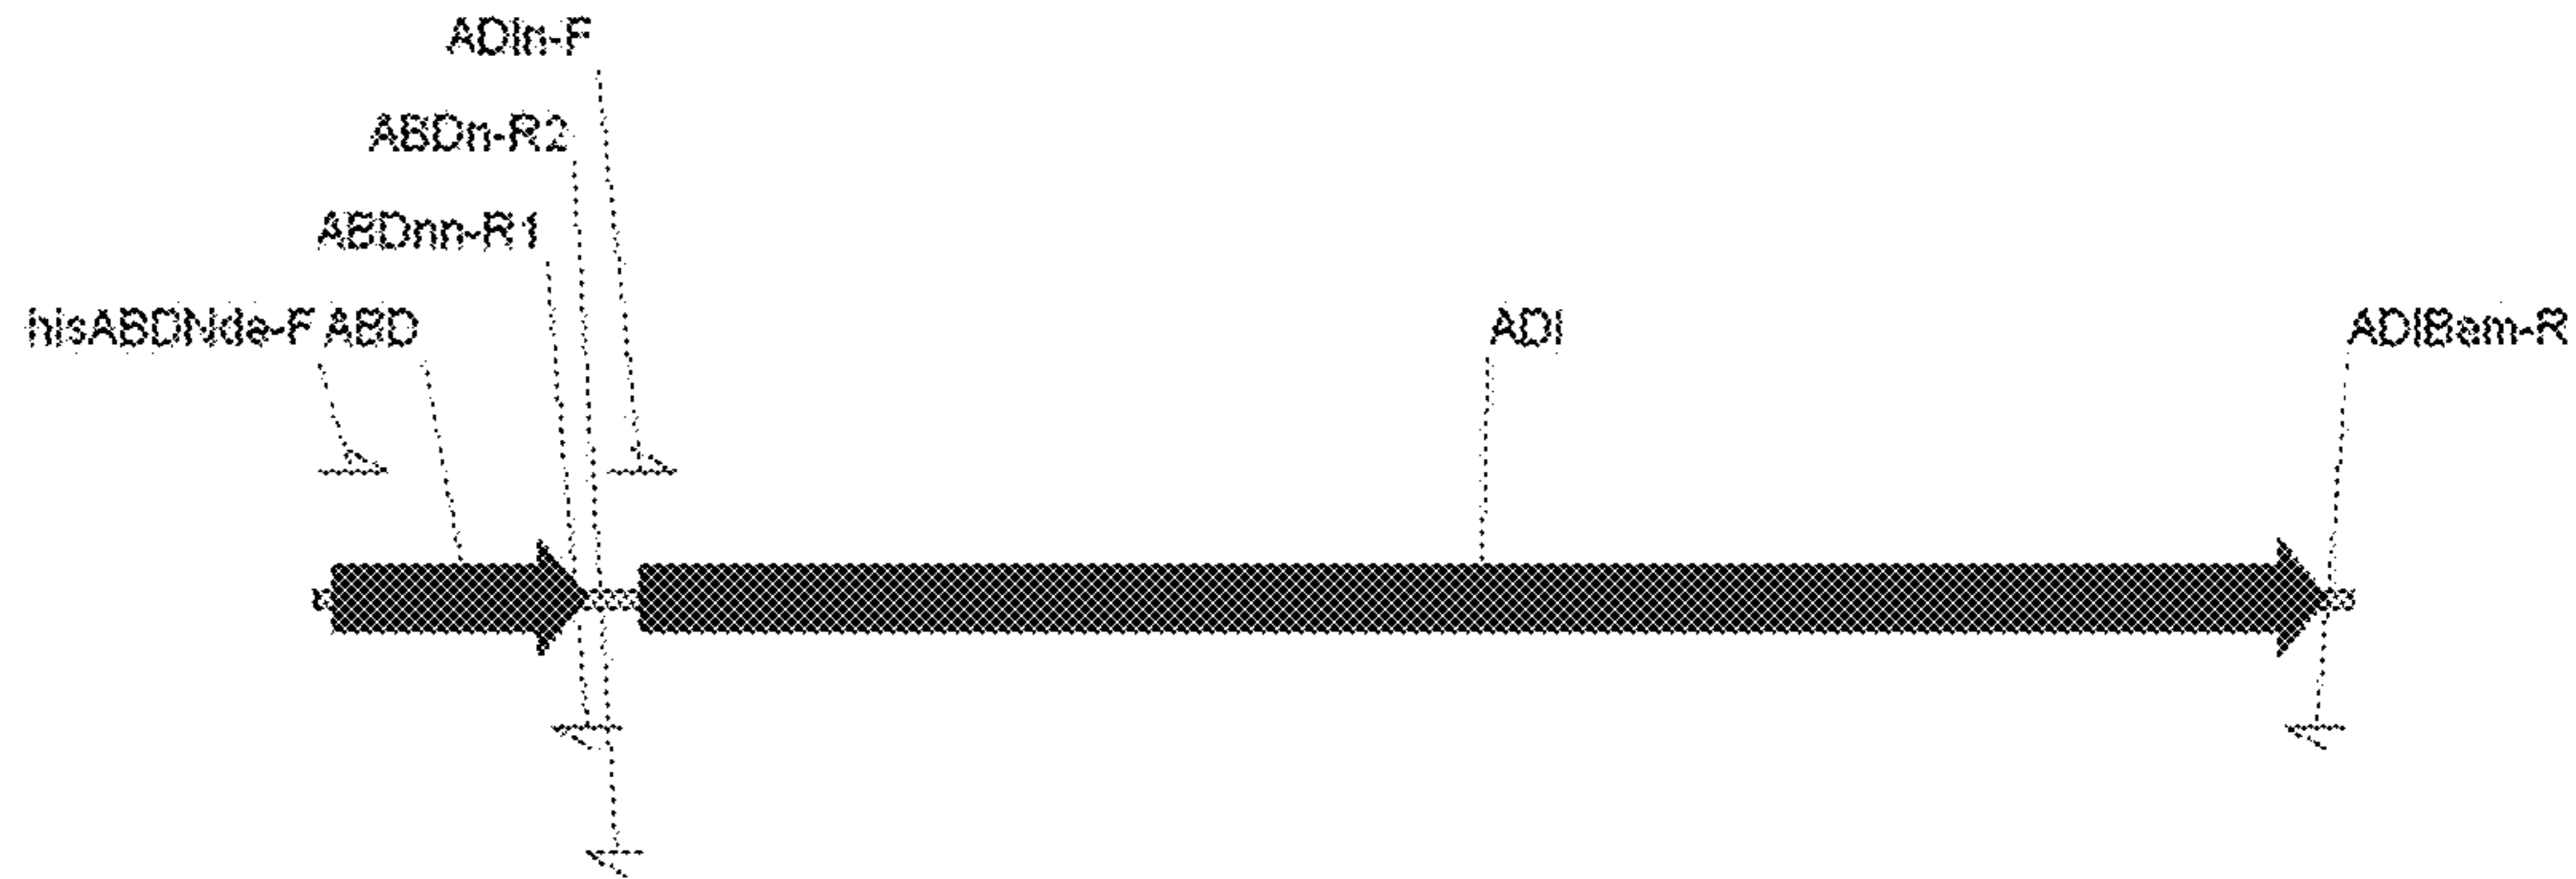 ADIn-F
ABDn-R2
ABDnn-R1
hisABDNde-F ABD ADI ADIBam-R